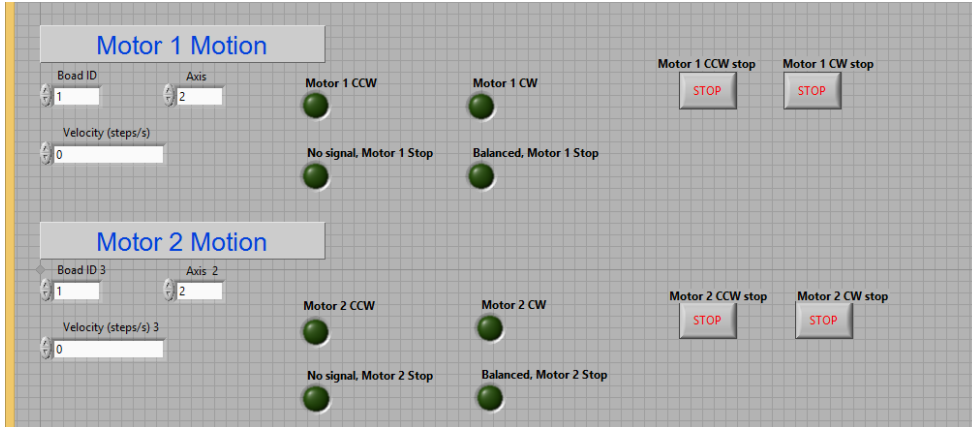 Motor 1 Motion
Boad ID
Axis
1
2
Velocity (steps/s)
0
Motor 1 CCW
Motor 1 CW
No signal, Motor 1 Stop
Balanced, Motor 1 Stop
Motor 1 CCW stop
Motor 1 CW stop
STOP
STOP
Motor 2 Motion
Boad ID 3
Axis 2
1
2
Velocity (steps/s) 3
0
Motor 2 CCW
Motor 2 CW
No signal, Motor 2 Stop
Balanced, Motor 2 Stop
Motor 2 CCW stop
Motor 2 CW stop
STOP
STOP